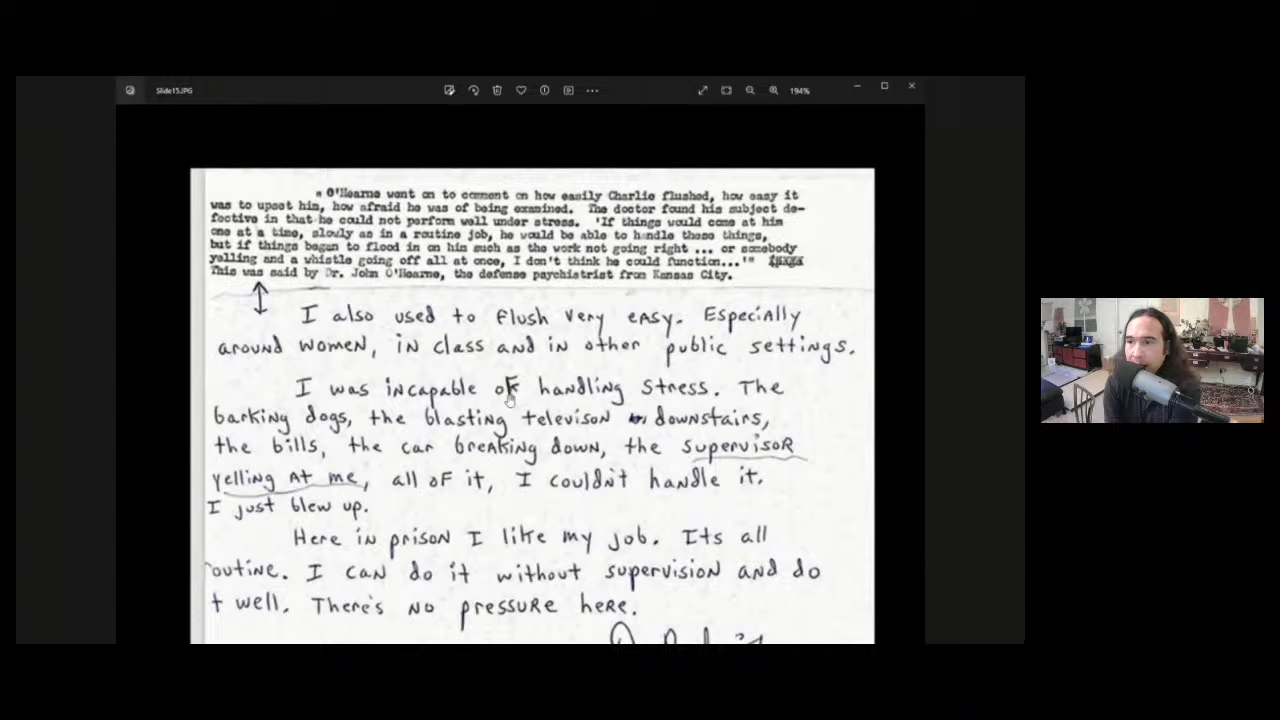 Slide15.JPG
194%
" O'Hearne went on to comment on how easily Charlie flushed, how easy it
was to upset him, how afraid he was of being examined. The doctor found his subject de-
fective in that he could not perform well under stress. 'If things would come at him
one at a time, slowly as in a routine job, he would be able to handle these things,
but if things began to flood in on him such as the work not going right ... or somebody
yelling and a whistle going off all at once, I don't think he could function...'"
This was said by Dr. John O'Hearne, the defense psychiatrist from Kansas City.
I also used to flush very easy. Especially
around women, in class and in other public settings.
I was incapable of handling stress. The
barking dogs, the blasting televison downstairs,
the bills, the car breaking down, the supervisor
yelling at me, all of it, I couldn't handle it.
I just blew up.
Here in prison I like my job. Its all
outine. I can do it without supervision and do
t well. There's no pressure here.